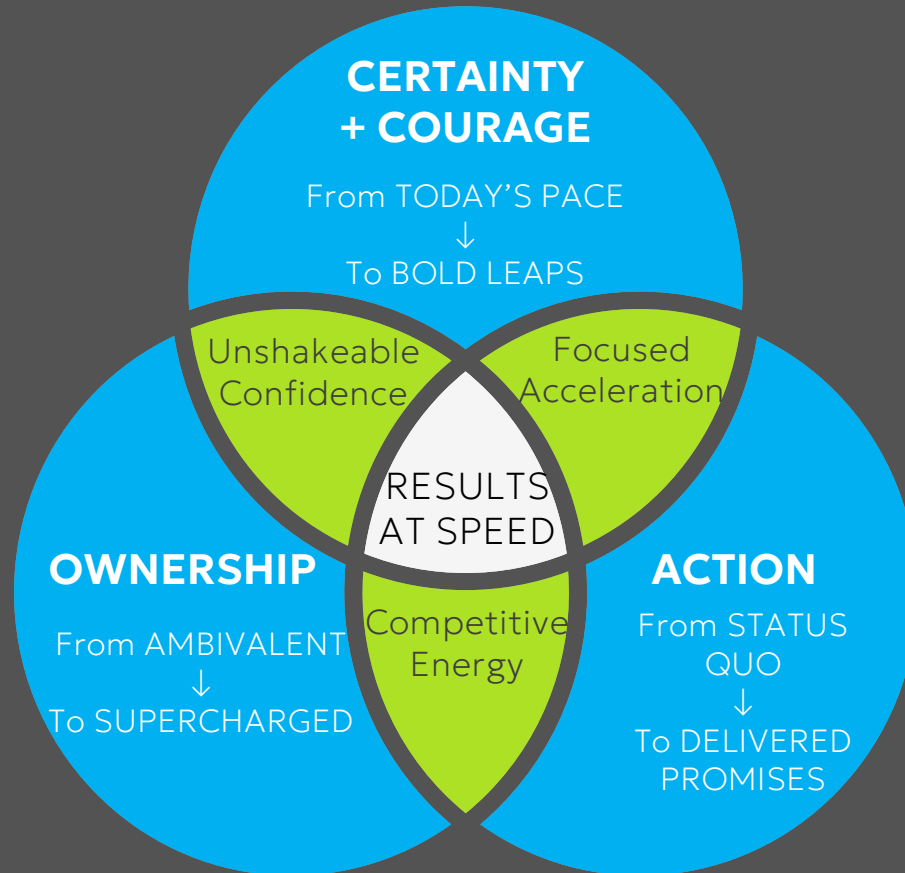 CERTAINTY
+ COURAGE
From TODAY'S PACE
↓
To BOLD LEAPS
Unshakeable
Confidence
Focused
Acceleration
RESULTS
AT SPEED
OWNERSHIP
From AMBIVALENT
↓
To SUPERCHARGED
Competitive
Energy
ACTION
From STATUS
QUO
↓
To DELIVERED
PROMISES